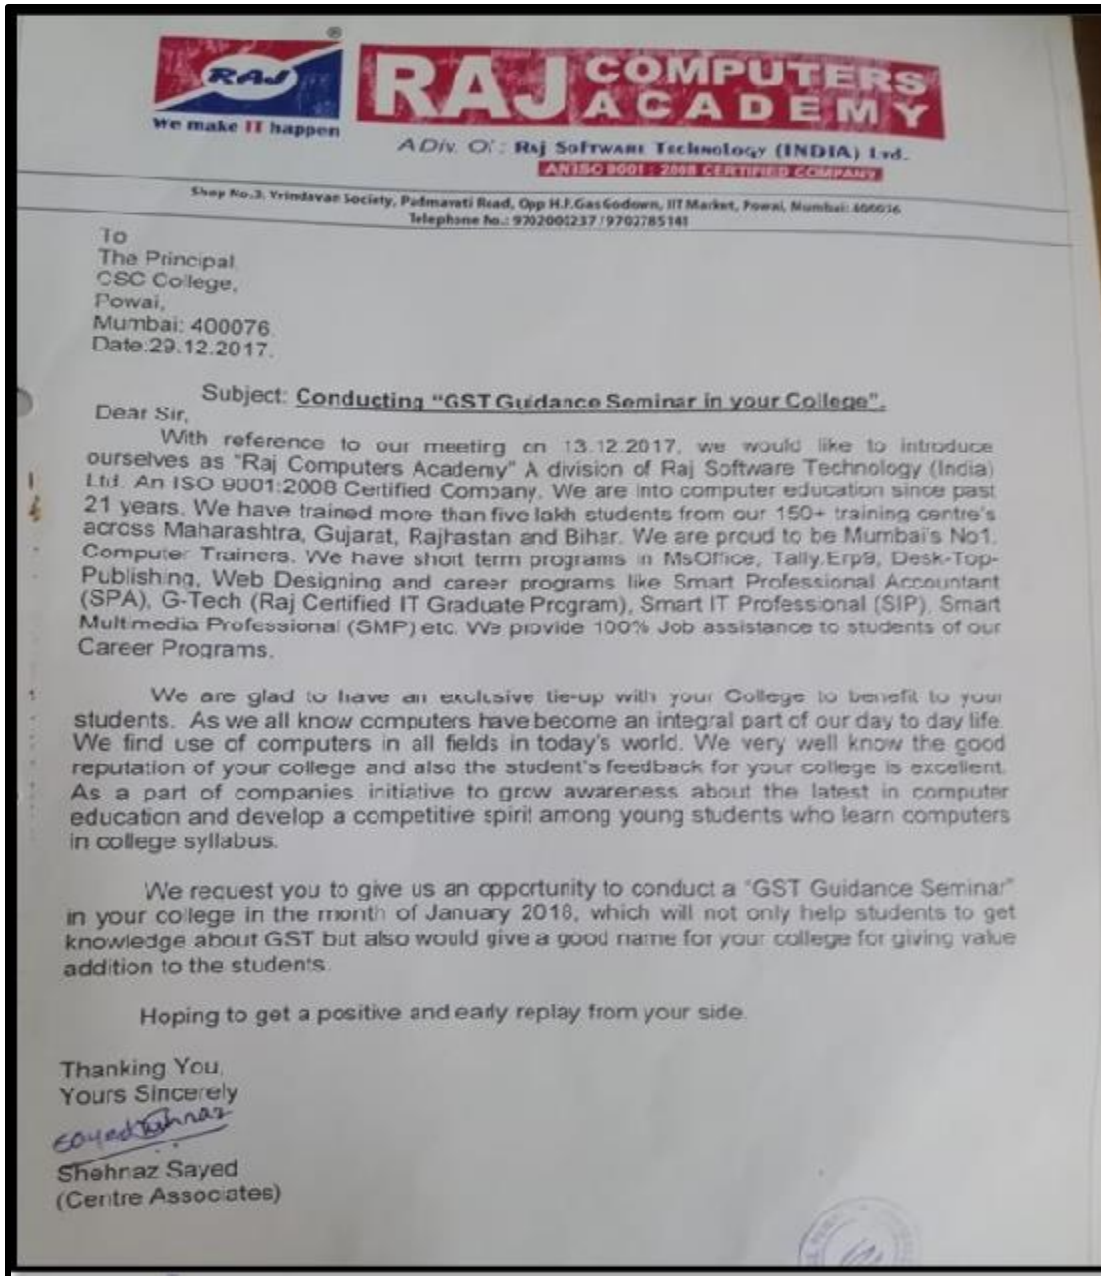 ®
RAJ
We make IT happen
RAJ COMPUTERS ACADEMY
A Div. Of : Raj Software Technology (INDIA) Ltd.
AN ISO 9001 : 2008 CERTIFIED COMPANY
Shop No.3, Vrindavan Society, Padmavati Road, Opp H.P. Gas Godown, IIT Market, Powai, Mumbai:
Telephone No.: 9702785141
To
The Principal
CSC College,
Powai,
Mumbai: 400076.
Date:29.12.2017.
Subject: Conducting “GST Guidance Seminar in your College”.
Dear Sir,
With reference to our meeting on 13.12.2017, we would like to introduce
ourselves as “Raj Computers Academy” A division of Raj Software Technology (India)
Ltd. An ISO 9001:2008 Certified Company. We are into computer education since past
21 years. We have trained more than five lakh students from our 150+ training centre's
across Maharashtra, Gujarat, Rajhastan and Bihar. We are proud to be Mumbai's No1.
Computer Trainers. We have short term programs in MsOffice, Tally.Erp9, Desk-Top-
Publishing, Web Designing and career programs like Smart Professional Accountant
(SPA), G-Tech (Raj Certified IT Graduate Program), Smart IT Professional (SIP), Smart
Multimedia Professional (SMP) etc. We provide 100% Job assistance to students of our
Career Programs.
We are glad to have an exclusive tie-up with your College to benefit to your
students. As we all know computers have become an integral part of our day to day life.
We find use of computers in all fields in today's world. We very well know the good
reputation of your college and also the student's feedback for your college is excellent.
As a part of companies initiative to grow awareness about the latest in computer
education and develop a competitive spirit among young students who learn computers
in college syllabus.
We request you to give us an opportunity to conduct a “GST Guidance Seminar”
in your college in the month of January 2018, which will not only help students to get
knowledge about GST but also would give a good name for your college for giving value
addition to the students.
Hoping to get a positive and early replay from your side.
Thanking You,
Yours Sincerely
Shehnaz Sayed
(Centre Associates)